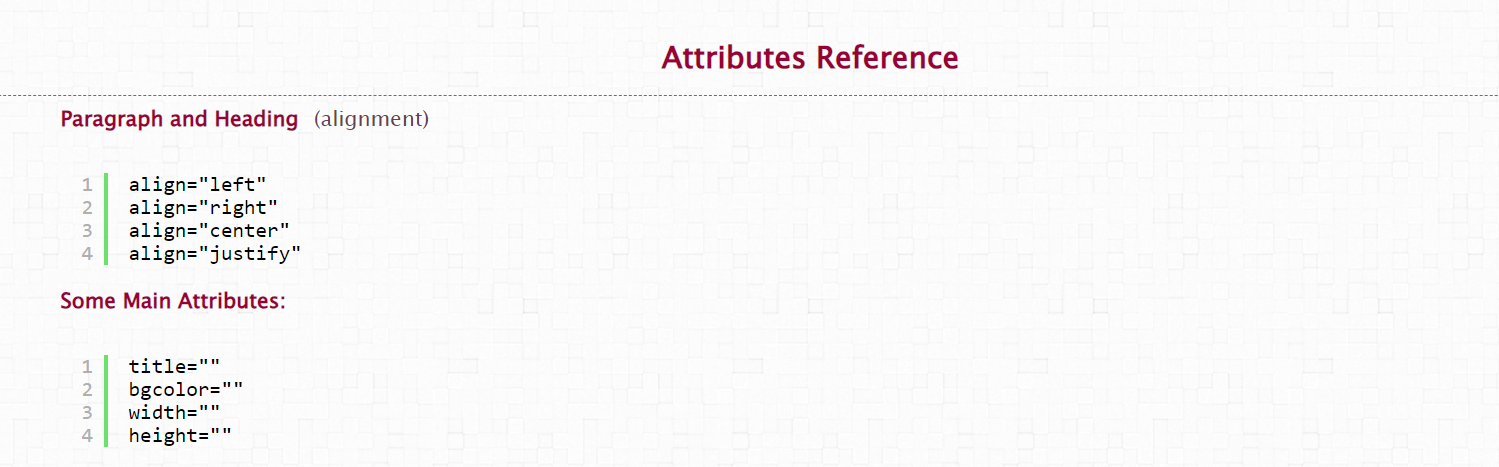 Attributes Reference
Paragraph and Heading (alignment)
1 align="left"
2 align="right"
3 align="center"
4 align="justify"
Some Main Attributes:
1 title=""
2 bgcolor=""
3 width=""
4 height=""